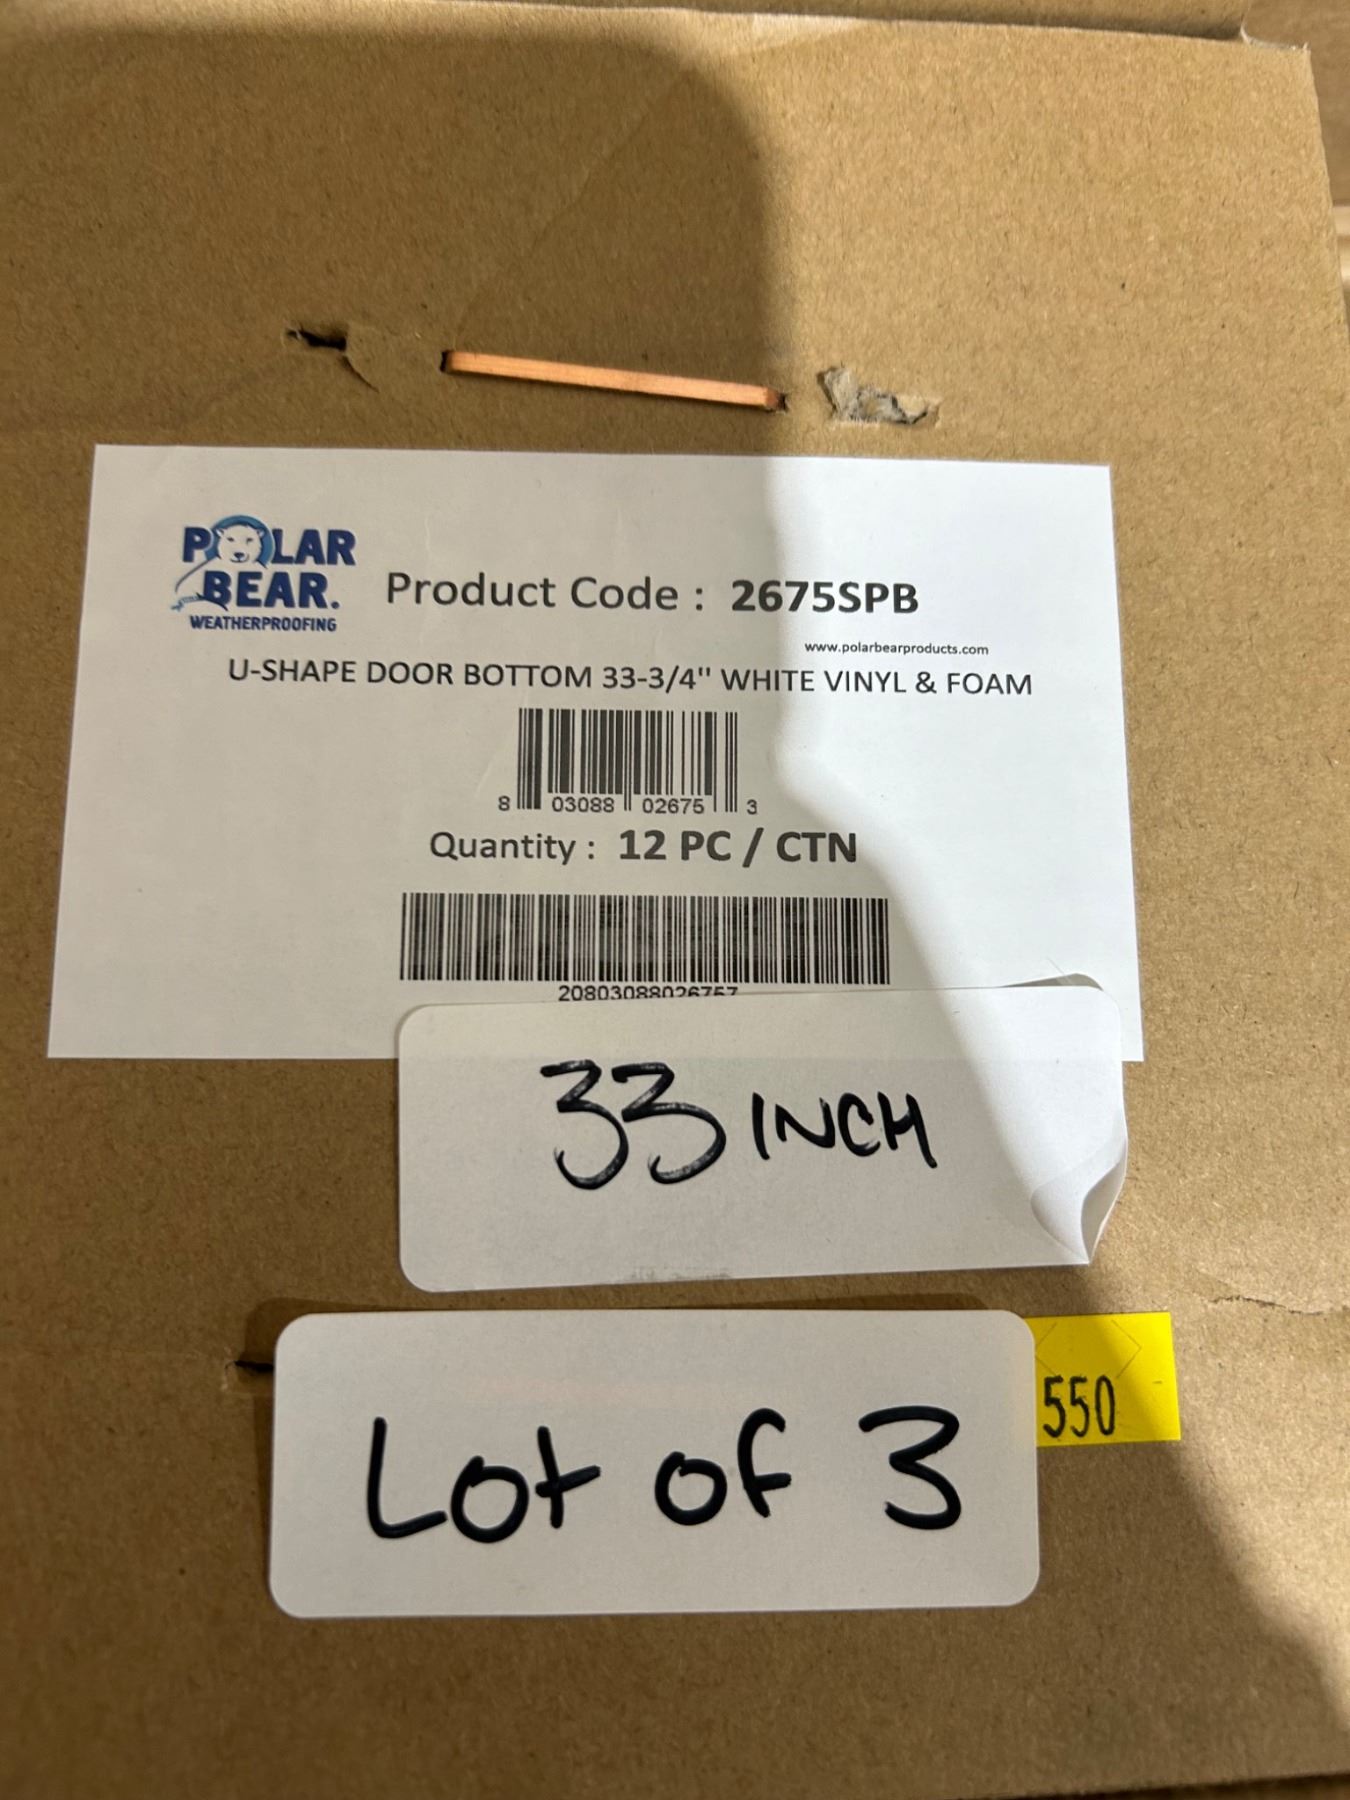 POLAR
BEAR.
WEATHERPROOFING
Product Code : 2675SPB
www.polarbearproducts.com
U-SHAPE DOOR BOTTOM 33-3/4" WHITE VINYL & FOAM
8 03088 02675 3
Quantity : 12 PC / CTN
20803088026757
33 INCH
Lot of 3
550